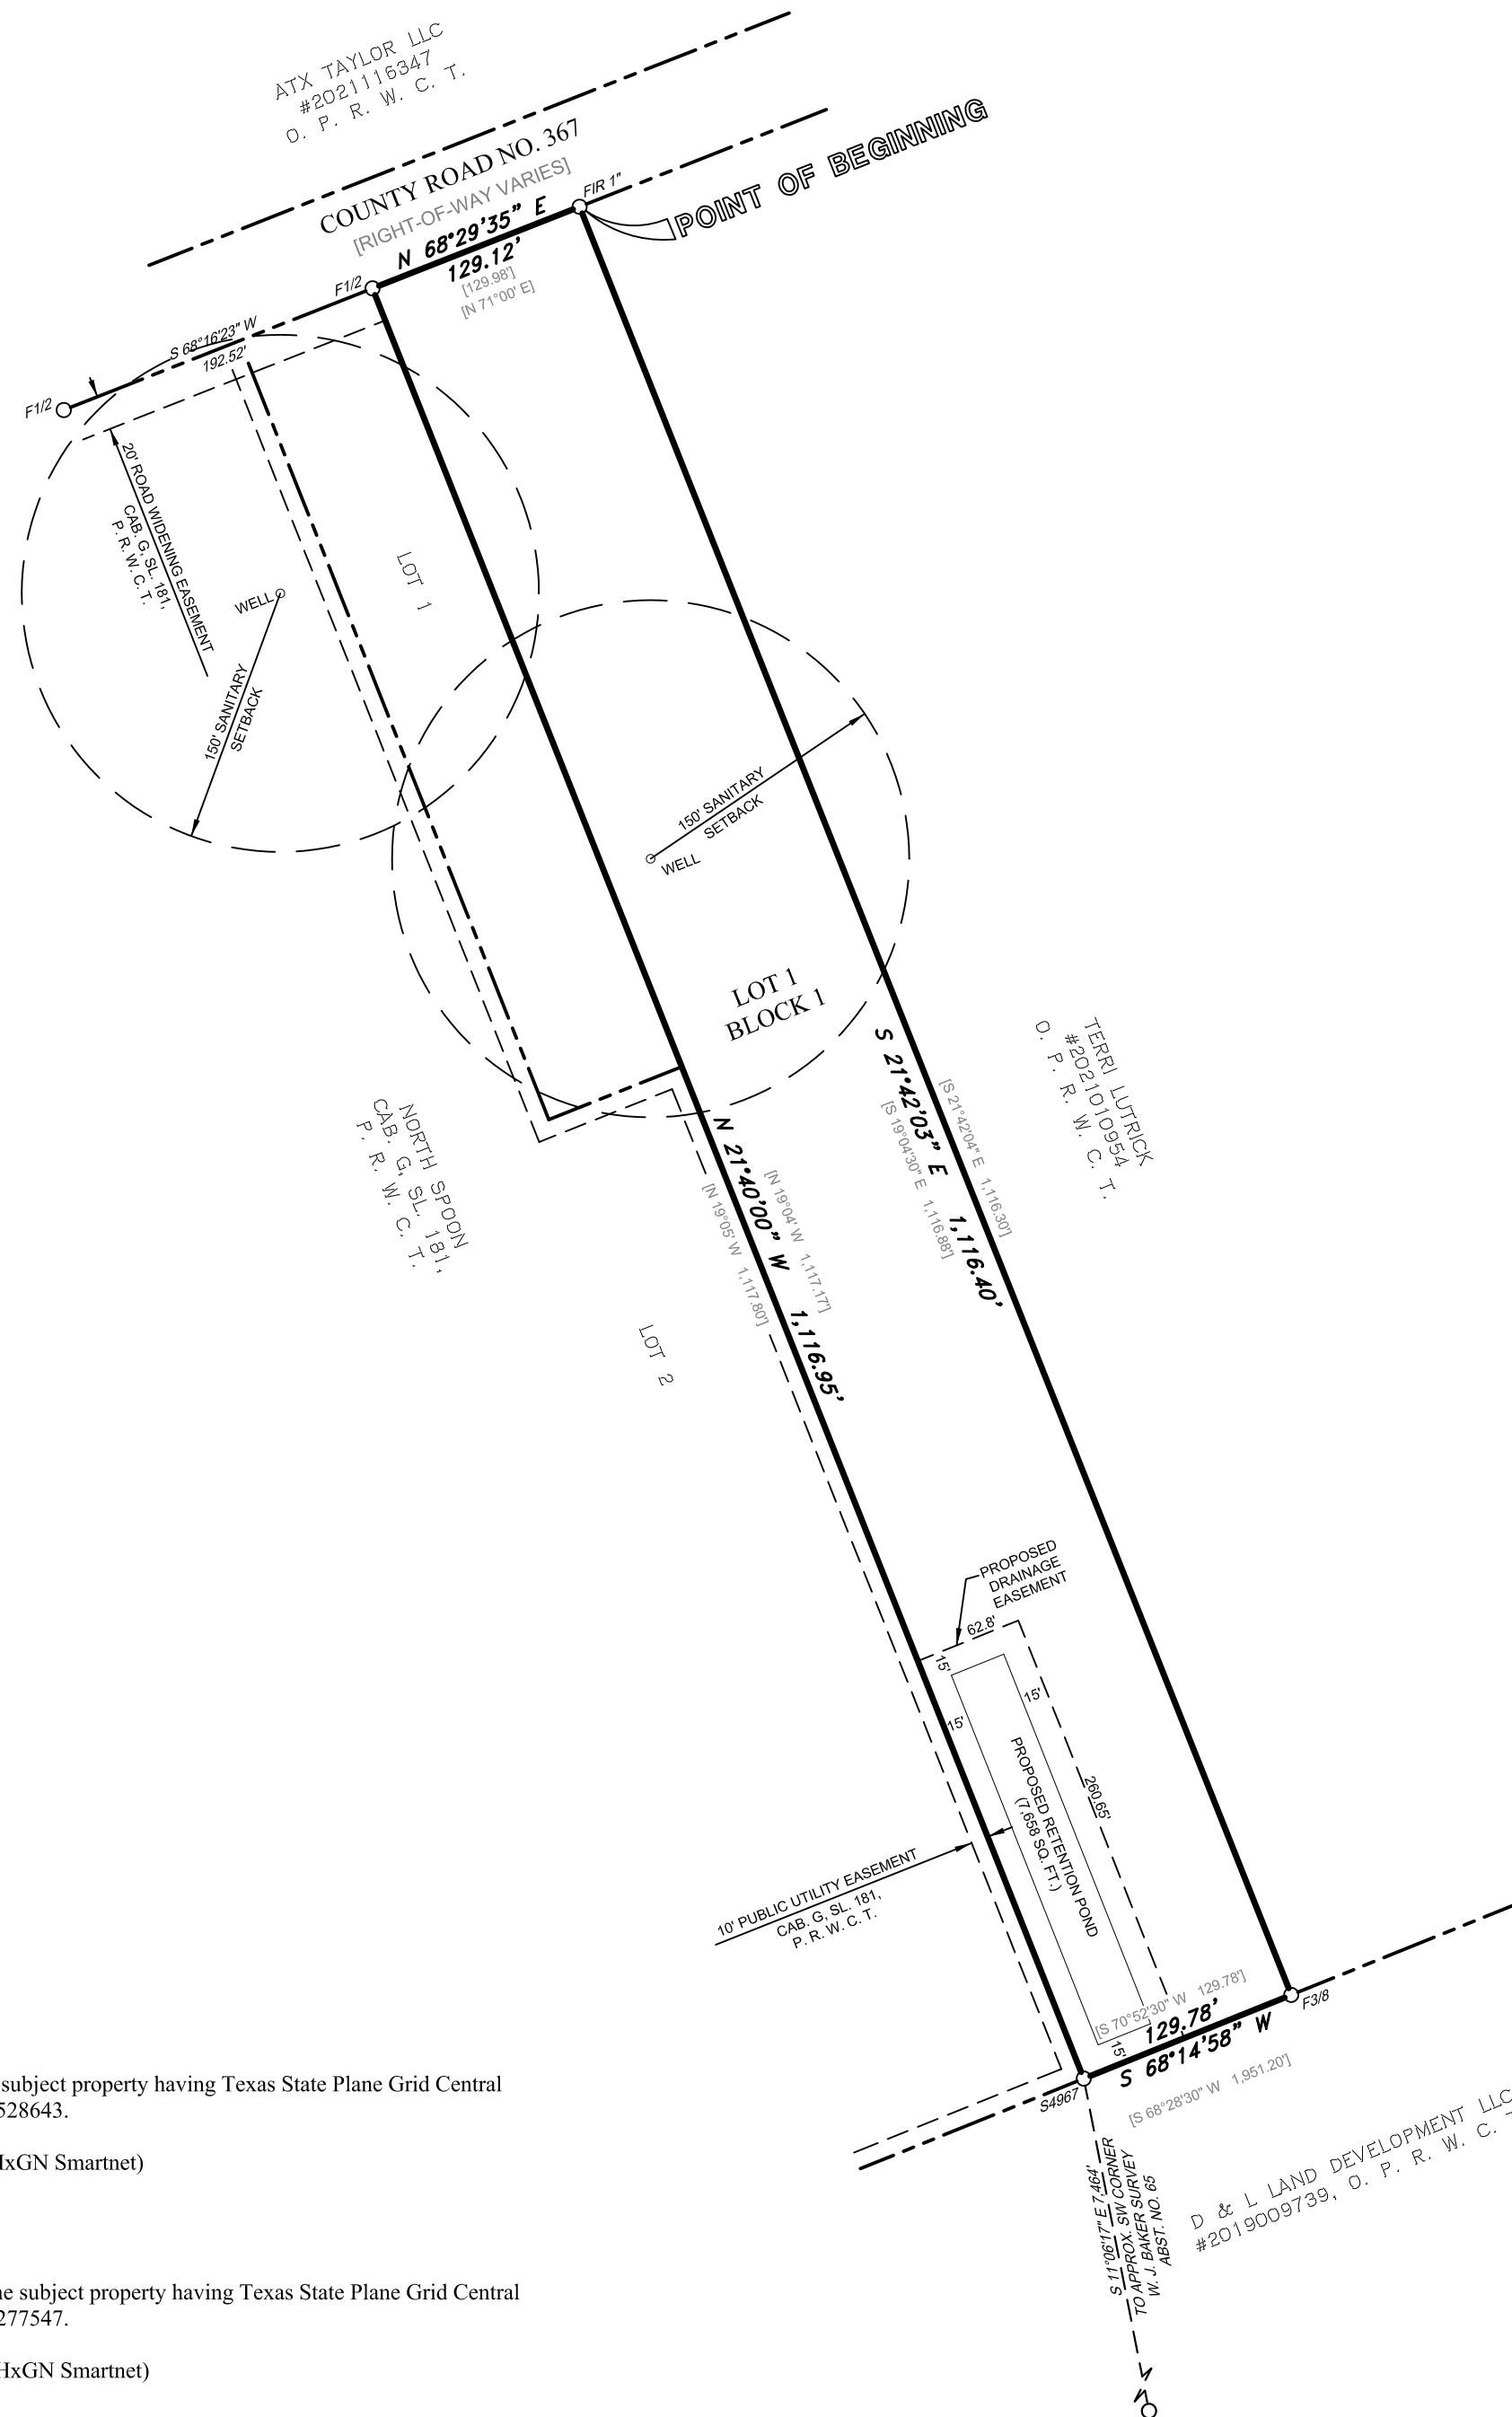 ATX TAYLOR LLC
#2021116347
O. P. R. W. C. T.
COUNTY ROAD NO. 367
[RIGHT-OF-WAY VARIES]
FIR 1"
POINT OF BEGINNING
N 68°29'35" E
129.12'
[129.98']
[N 71°00' E]
F1/2
S 68°16'23" W
192.52'
F1/2
20' ROAD WIDENING EASEMENT
CAB. G, SL. 181,
P. R. W. C. T.
LOT 1
WELL
150' SANITARY
SETBACK
150' SANITARY
SETBACK
WELL
LOT 1
BLOCK 1
S 21°42'03" E 1,116.40'
[S 21°42'04" E 1,116.30']
[S 19°04'30" E 1,116.88']
TERRI LUTRICK
#2021010954
O. P. R. W. C. T.
NORTH SPOON
CAB. G, SL. 181,
P. R. W. C. T.
N 21°40'00" W 1,116.95'
[N 19°04' W 1,117.17']
[N 19°05' W 1,117.80']
LOT 2
PROPOSED
DRAINAGE
EASEMENT
62.8'
15'
15'
15'
260.65'
PROPOSED RETENTION POND
(7,658 SQ. FT.)
10' PUBLIC UTILITY EASEMENT
CAB. G, SL. 181,
P. R. W. C. T.
[S 70°52'30" W 129.78']
129.78'
S 68°14'58" W
15'
[S 68°28'30" W 1,951.20']
F3/8
S4967
S 11°06'17" E 7,464'
TO APPROX. SW CORNER
W. J. BAKER SURVEY
ABST. NO. 65
D & L LAND DEVELOPMENT LLC
#2019009739, O. P. R. W. C.
subject property having Texas State Plane Grid Central
528643.
HxGN Smartnet)
he subject property having Texas State Plane Grid Central
277547.
HxGN Smartnet)